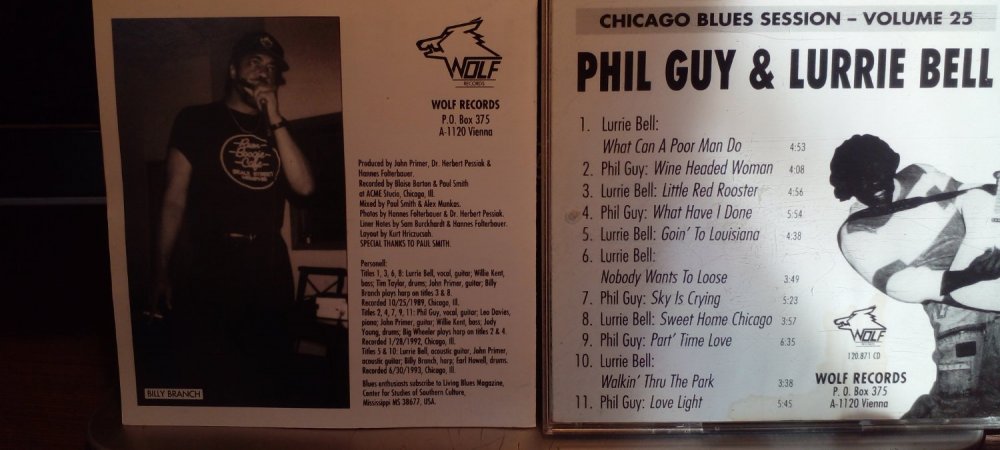 WOLF
RECORDS
WOLF RECORDS
P.O. Box 375
A-1120 Vienna
Produced by John Primer, Dr. Herbert Pessiak &
Hannes Folterbauer.
Recorded by Blaise Barton & Paul Smith
at ACME Stucio, Chicago, Ill.
Mixed by Paul Smith & Alex Munkas.
Photos by Hannes Folterbauer & Dr. Herbert Pessiak.
Liner Notes by Sam Burckhardt & Hannes Folterbauer.
Layout by Kurt Hriczucsah.
SPECIAL THANKS TO PAUL SMITH.
Personell:
Titles 1, 3, 6, 8: Lurrie Bell, vocal, guitar; Willie Kent,
bass; Tim Taylor, drums; John Primer, guitar; Billy
Branch plays harp on titles 3 & 8.
Recorded 10/25/1989, Chicago, Ill.
Titles 2, 4, 7, 9, 11: Phil Guy, vocal, guitar; Leo Davies,
piano; John Primer, guitar, Willie Kent, bass, Jody
Young, drums; Big Wheeler plays harp on titles 2 & 4.
Recorded 1/28/1992, Chicago, Ill.
Titles 5 & 10: Lurrie Bell, acoustic guitar, John Primer,
acoustic guitar; Billy Branch, harp; Earl Howell, drums.
Recorded 6/30/1993, Chicago, Ill.
Blues enthusiasts subscribe to Living Blues Magazine,
Center for Studies of Southern Culture,
Mississippi MS 38677, USA.
BILLY BRANCH
CHICAGO BLUES SESSION – VOLUME 25
PHIL GUY & LURRIE BELL
1. Lurrie Bell:
What Can A Poor Man Do 4:53
2. Phil Guy: Wine Headed Woman 4:08
3. Lurrie Bell: Little Red Rooster 4:56
4. Phil Guy: What Have I Done 5:54
5. Lurrie Bell: Goin' To Louisiana 4:38
6. Lurrie Bell:
Nobody Wants To Loose 3:49
7. Phil Guy: Sky Is Crying 5:23
8. Lurrie Bell: Sweet Home Chicago 3:57
9. Phil Guy: Part' Time Love 6:35
10. Lurrie Bell:
Walkin' Thru The Park 3:38
11. Phil Guy: Love Light 5:45
WOLF
RECORDS
120.871 CD
WOLF RECORDS
P. O. Box 375
A-1120 Vienna